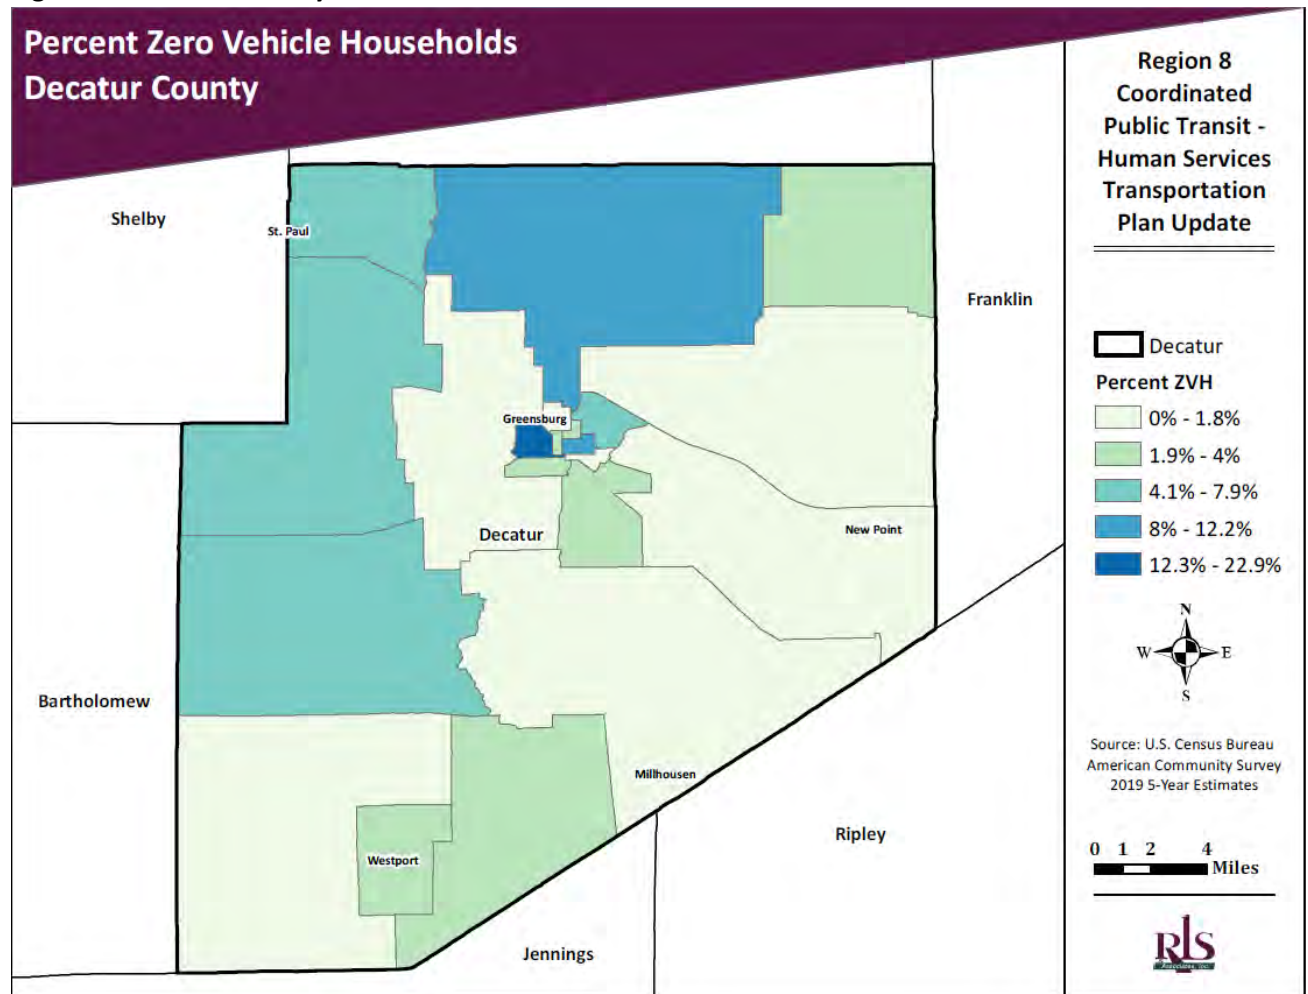 Percent Zero Vehicle Households
Decatur County
Region 8
Coordinated
Public Transit -
Human Services
Transportation
Plan Update
Shelby
St. Paul
Franklin
Greensburg
Decatur
New Point
Bartholomew
Millhousen
Westport
Ripley
Jennings
Decatur
Percent ZVH
0% - 1.8%
1.9% - 4%
4.1% - 7.9%
8% - 12.2%
12.3% - 22.9%
N
W E
S
Source: U.S. Census Bureau
American Community Survey
2019 5-Year Estimates
0 1 2 4
Miles
RLS
Associates, Inc.